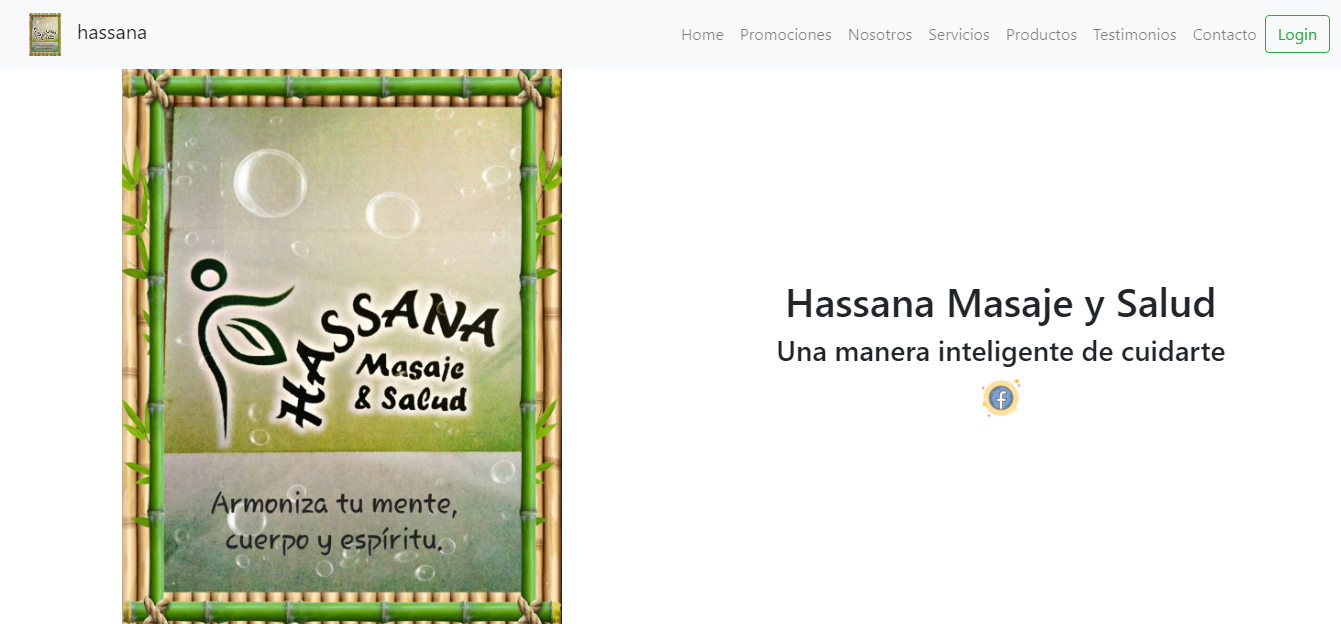 hassana
Home Promociones Nosotros Servicios Productos Testimonios Contacto Login
HASSANA
Masaje
& Salud
Armoniza tu mente,
cuerpo y espíritu.
Hassana Masaje y Salud
Una manera inteligente de cuidarte